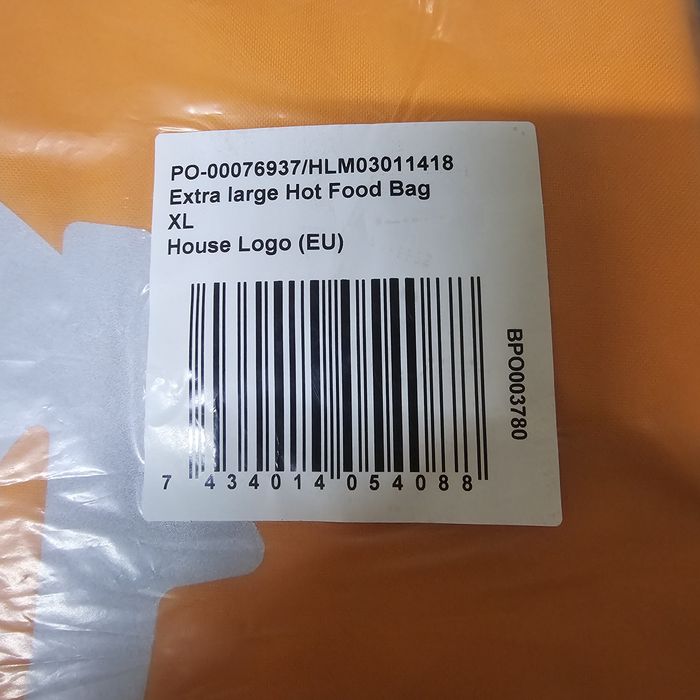 PO-00076937/HLM03011418
Extra large Hot Food Bag
XL
House Logo (EU)
BPO003780
7 434014 054088